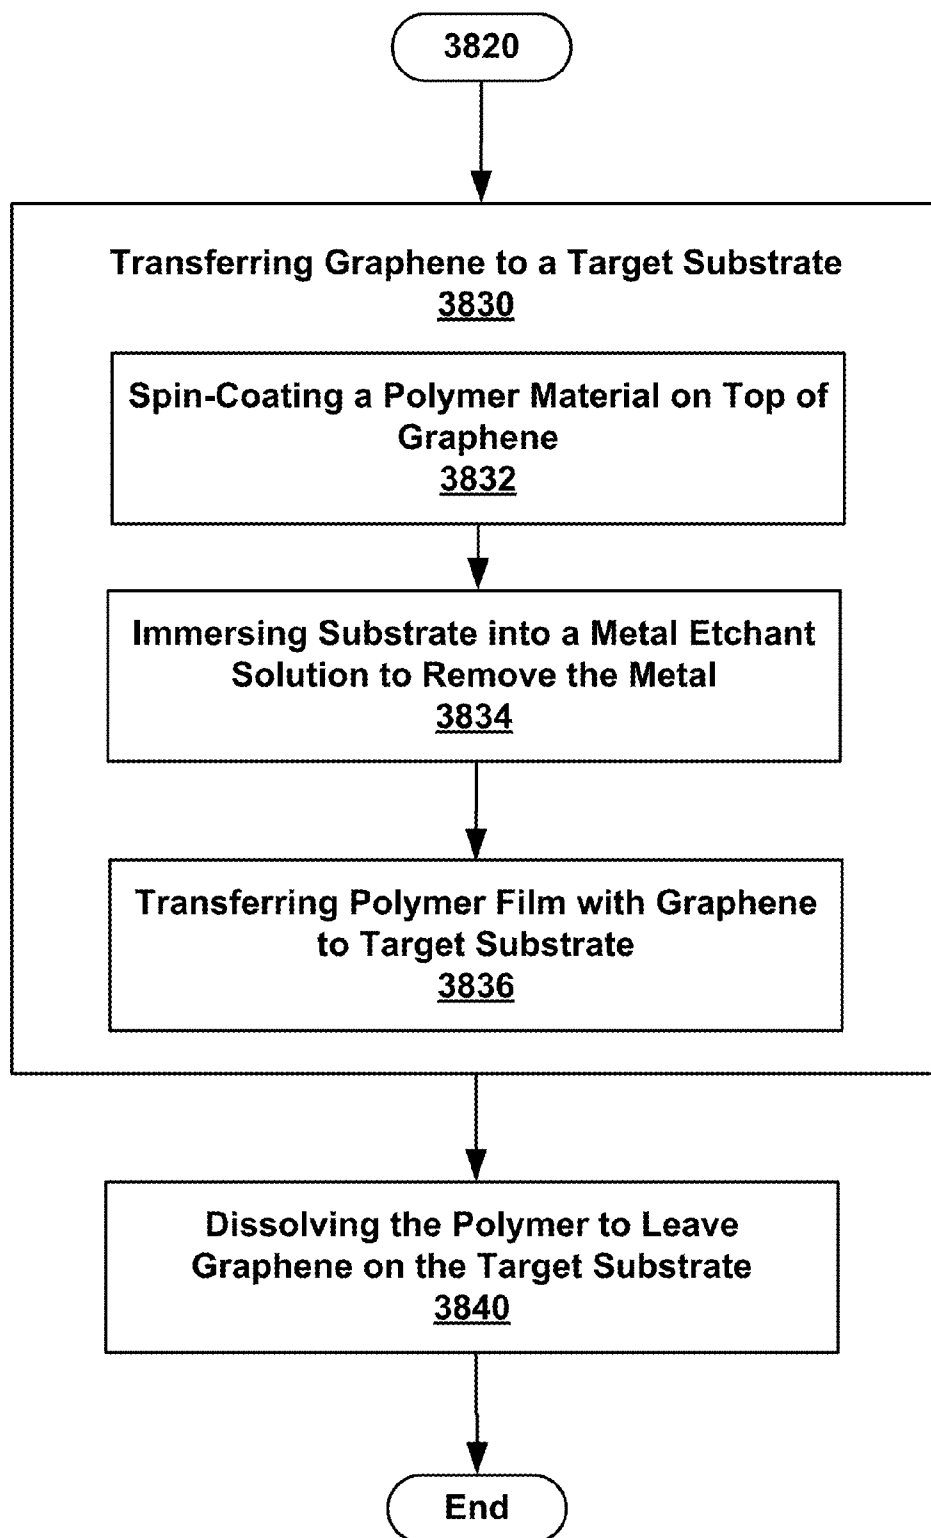 3820
Transferring Graphene to a Target Substrate
3830
Spin-Coating a Polymer Material on Top of
Graphene
3832
Immersing Substrate into a Metal Etchant
Solution to Remove the Metal
3834
Transferring Polymer Film with Graphene
to Target Substrate
3836
Dissolving the Polymer to Leave
Graphene on the Target Substrate
3840
End